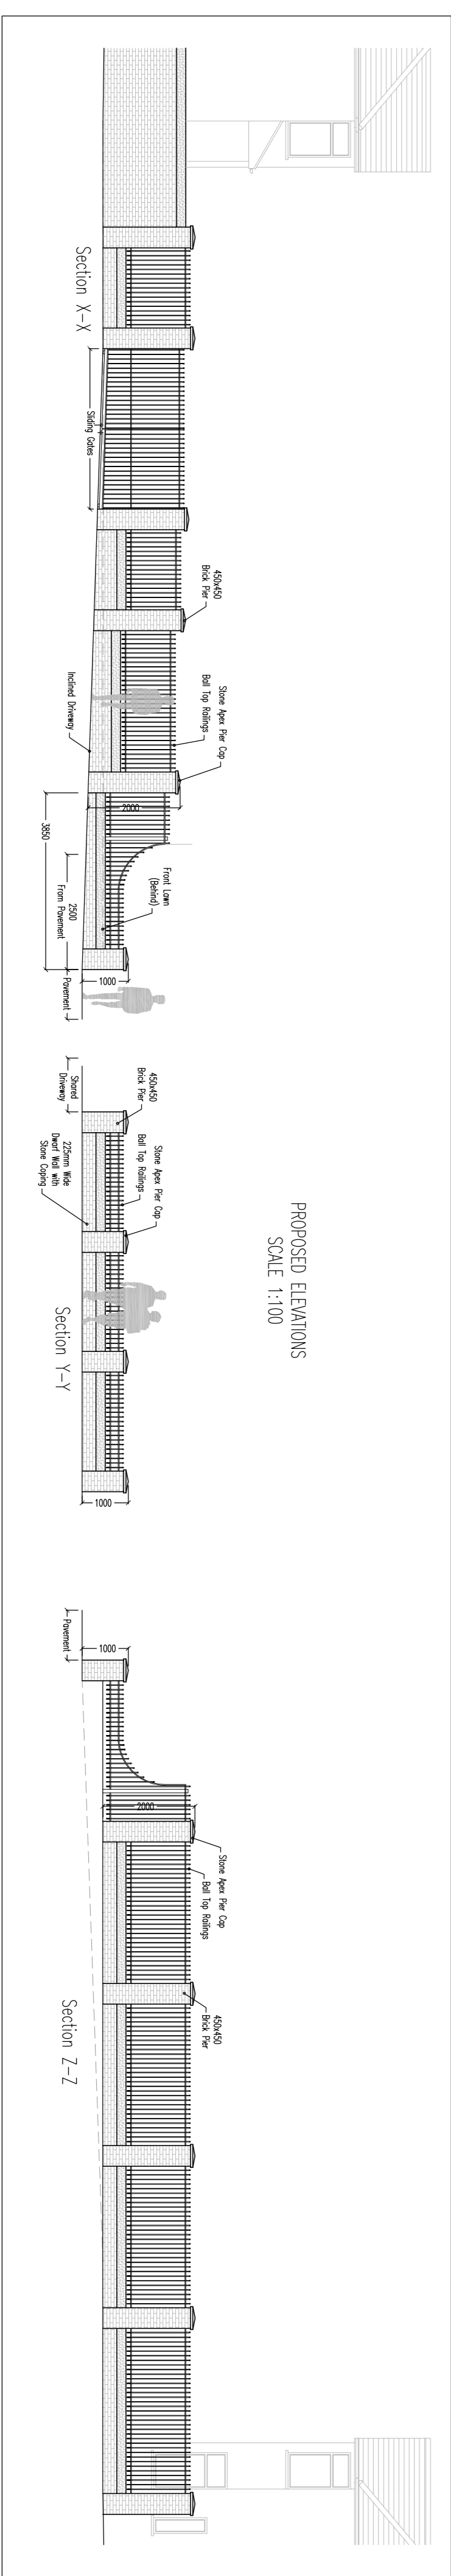 PROPOSED ELEVATIONS
SCALE 1:100
Section X-X
Sliding Gates
450x450
Brick Pier
Inclined Driveway
Stone Apex Pier Cap
Ball Top Railings
2000
3850
2500
From Pavement
Front Lawn
(Behind)
1000
Pavement
Shared
Driveway
450x450
Brick Pier
225mm Wide
Dwarf Wall with
Stone Coping
Stone Apex Pier Cap
Ball Top Railings
Section Y-Y
1000
Pavement
1000
2000
Stone Apex Pier Cap
Ball Top Railings
450x450
Brick Pier
Section Z-Z